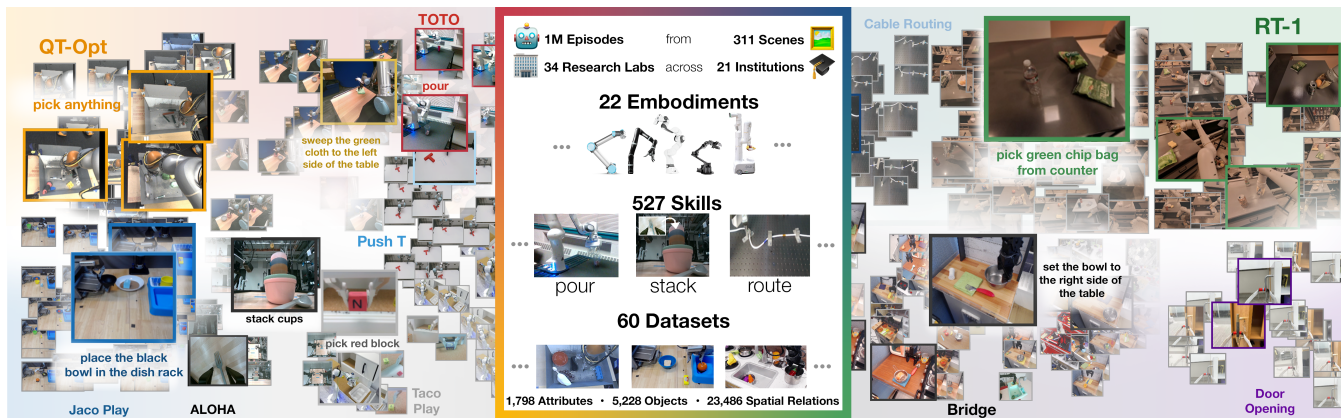 QT-Opt
pick anything
TOTO
pour
sweep the green
cloth to the left
side of the table
Push T
place the black
bowl in the dish rack
Jaco Play
stack cups
ALOHA
N
pick red block
Taco
Play
1M Episodes from 311 Scenes
34 Research Labs across 21 Institutions
22 Embodiments
527 Skills
pour stack route
60 Datasets
1,798 Attributes • 5,228 Objects • 23,486 Spatial Relations
Cable Routing
RT-1
pick green chip bag
from counter
set the bowl to
the right side of
the table
Bridge
Door
Opening